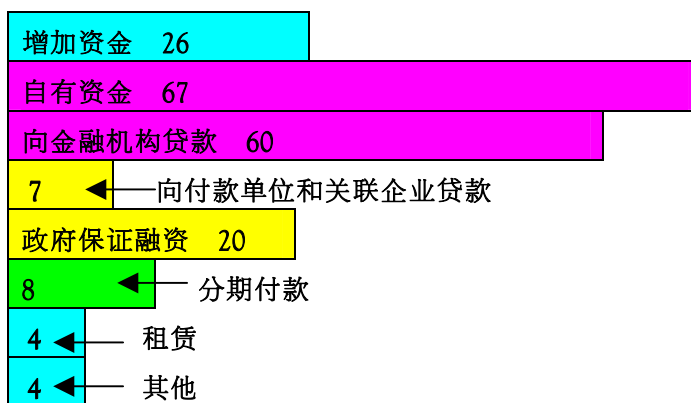 增加资金 26
自有资金 67
向金融机构贷款 60
7 向付款单位和关联企业贷款
政府保证融资 20
8 分期付款
4 租赁
4 其他